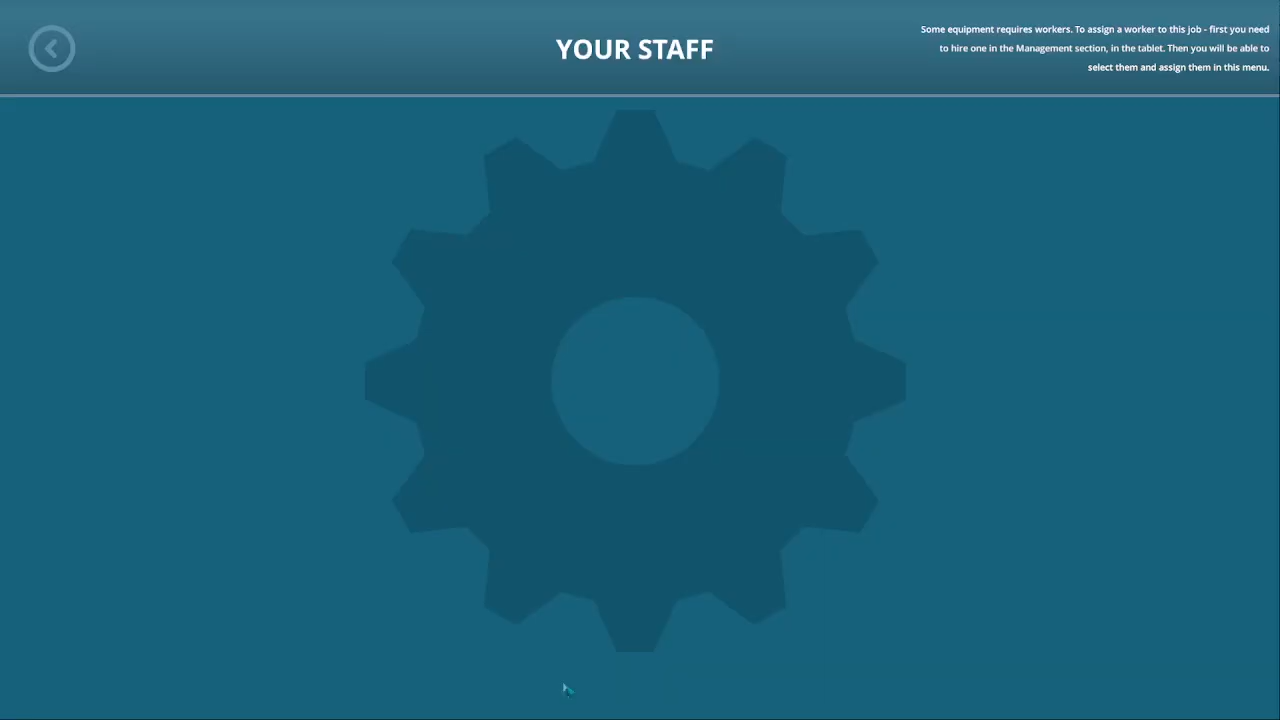 YOUR STAFF
Some equipment requires workers. To assign a worker to this job - first you need
to hire one in the Management section, in the tablet. Then you will be able to
select them and assign them in this menu.